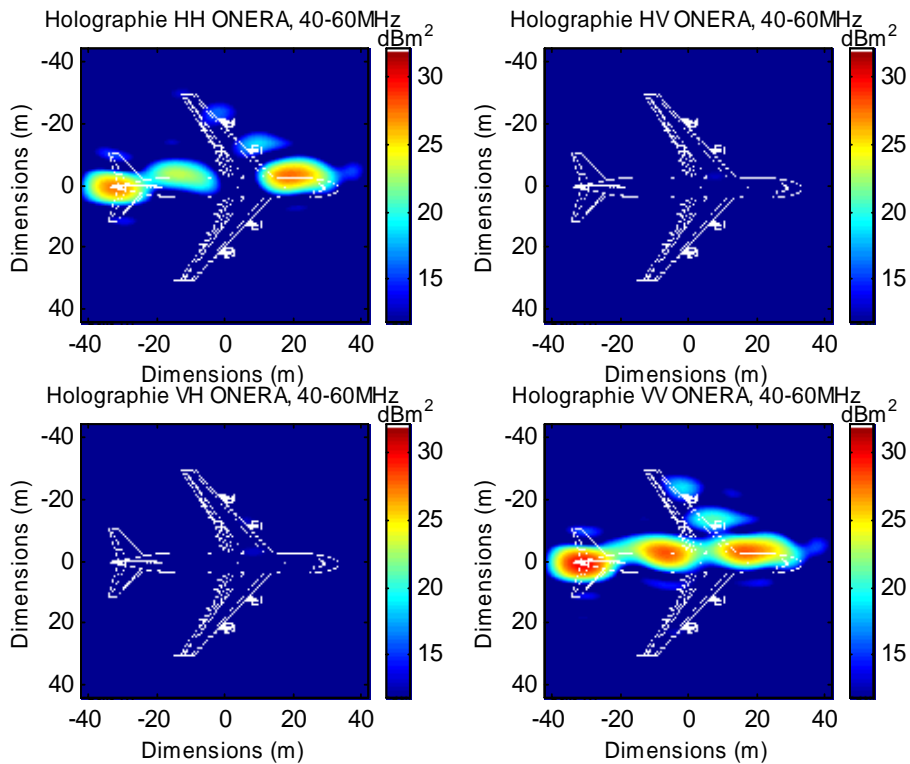 Holographie HH ONERA, 40-60MHz
dBm2
-40
-20
0
20
40
Dimensions (m)
-40 -20 0 20 40
Dimensions (m)
30
25
20
15
Holographie HV ONERA, 40-60MHz
dBm2
-40
-20
0
20
40
Dimensions (m)
-40 -20 0 20 40
Dimensions (m)
30
25
20
15
Holographie VH ONERA, 40-60MHz
dBm2
-40
-20
0
20
40
Dimensions (m)
-40 -20 0 20 40
Dimensions (m)
30
25
20
15
Holographie VV ONERA, 40-60MHz
dBm2
-40
-20
0
20
40
Dimensions (m)
-40 -20 0 20 40
Dimensions (m)
30
25
20
15